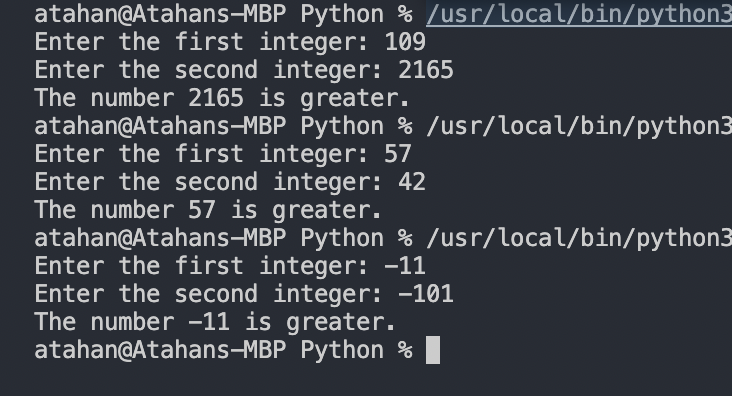 atahan@Atahans-MBP Python % /usr/local/bin/python3
Enter the first integer: 109
Enter the second integer: 2165
The number 2165 is greater.
atahan@Atahans-MBP Python % /usr/local/bin/python3
Enter the first integer: 57
Enter the second integer: 42
The number 57 is greater.
atahan@Atahans-MBP Python % /usr/local/bin/python3
Enter the first integer: -11
Enter the second integer: -101
The number -11 is greater.
atahan@Atahans-MBP Python %